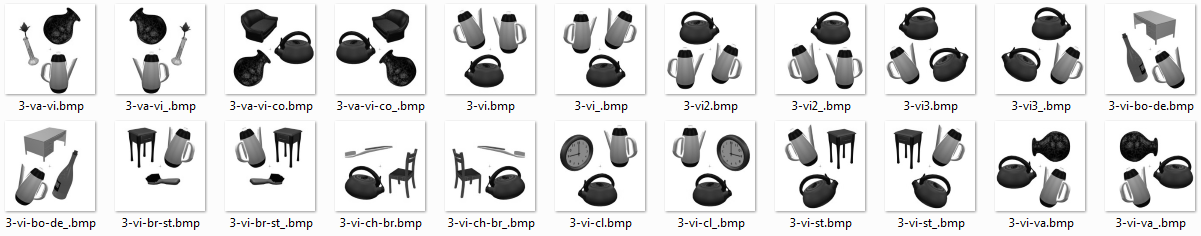 3-va-vi.bmp 3-va-vi_.bmp 3-va-vi-co.bmp 3-va-vi-co_.bmp 3-vi.bmp 3-vi_.bmp 3-vi2.bmp 3-vi2_.bmp 3-vi3.bmp 3-vi3_.bmp 3-vi-bo-de.bmp
3-vi-bo-de_.bmp 3-vi-br-st.bmp 3-vi-br-st_.bmp 3-vi-ch-br.bmp 3-vi-ch-br_.bmp 3-vi-cl.bmp 3-vi-cl_.bmp 3-vi-st.bmp 3-vi-st_.bmp 3-vi-va.bmp 3-vi-va_.bmp